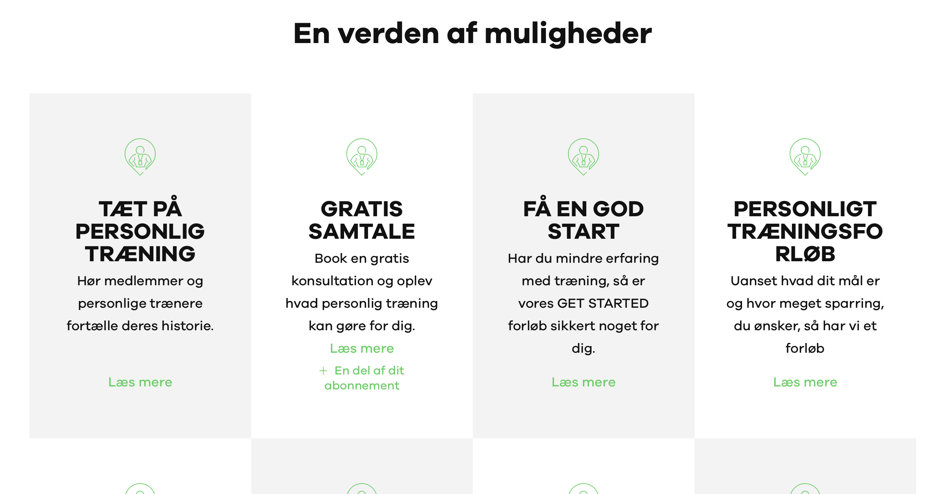 En verden af muligheder
TÆT PÅ
PERSONLIG
TRÆNING
Hør medlemmer og
personlige trænere
fortælle deres historie.
Læs mere
GRATIS
SAMTALE
Book en gratis
konsultation og oplev
hvad personlig træning
kan gøre for dig.
Læs mere
+ En del af dit
abonnement
FÅ EN GOD
START
Har du mindre erfaring
med træning, så er
vores GET STARTED
forløb sikkert noget for
dig.
Læs mere
PERSONLIGT
TRÆNINGSFO
RLØB
Uanset hvad dit mål er
og hvor meget sparring,
du ønsker, så har vi et
forløb
Læs mere